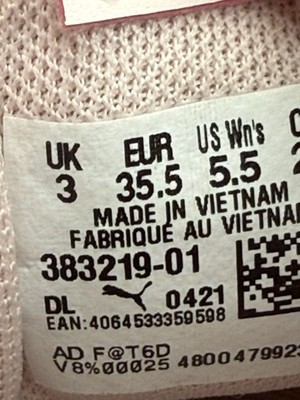 UK EUR US Wn's
3 35.5 5.5
MADE IN VIETNAM
FABRIQUÉ AU VIETNAM
383219-01
DL 0421
EAN:4064533359598
AD F@T6D
V8%00025 4800479923